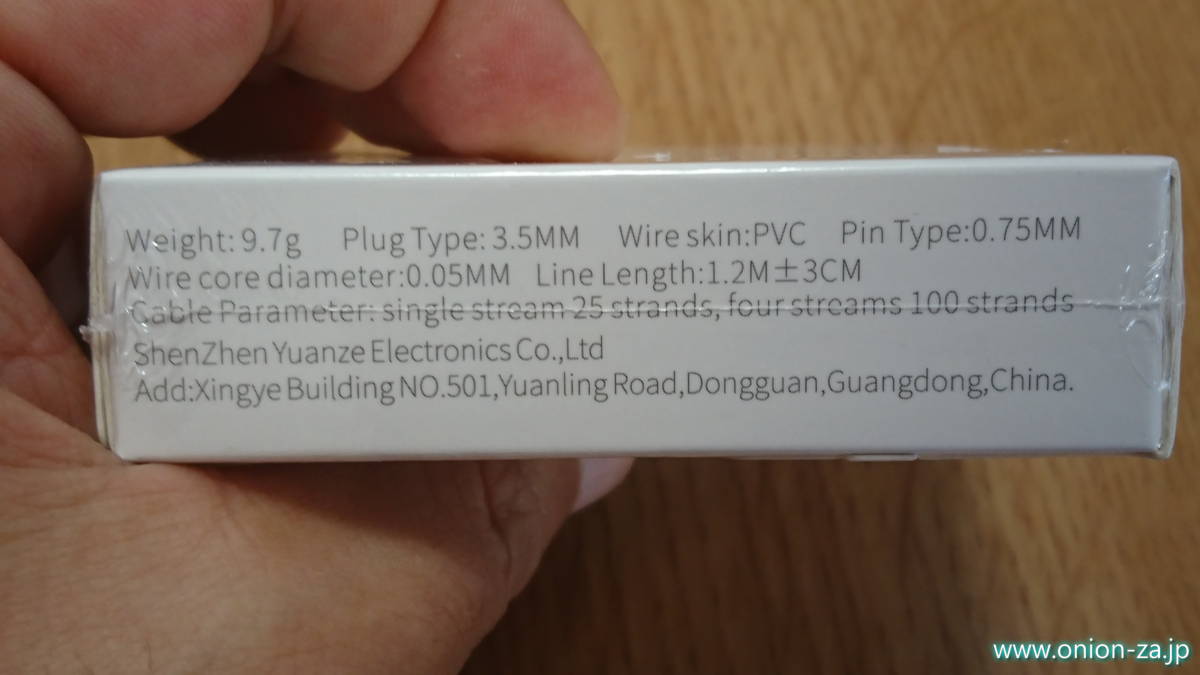 Weight: 9.7g Plug Type: 3.5MM Wire skin:PVC Pin Type:0.75MM
Wire core diameter:0.05MM Line Length:1.2M±3CM
Cable Parameter: single stream 25 strands, four streams 100 strands
ShenZhen Yuanze Electronics Co.,Ltd
Add:Xingye Building NO.501,Yuanling Road,Dongguan,Guangdong,China.
www.onion-za.jp